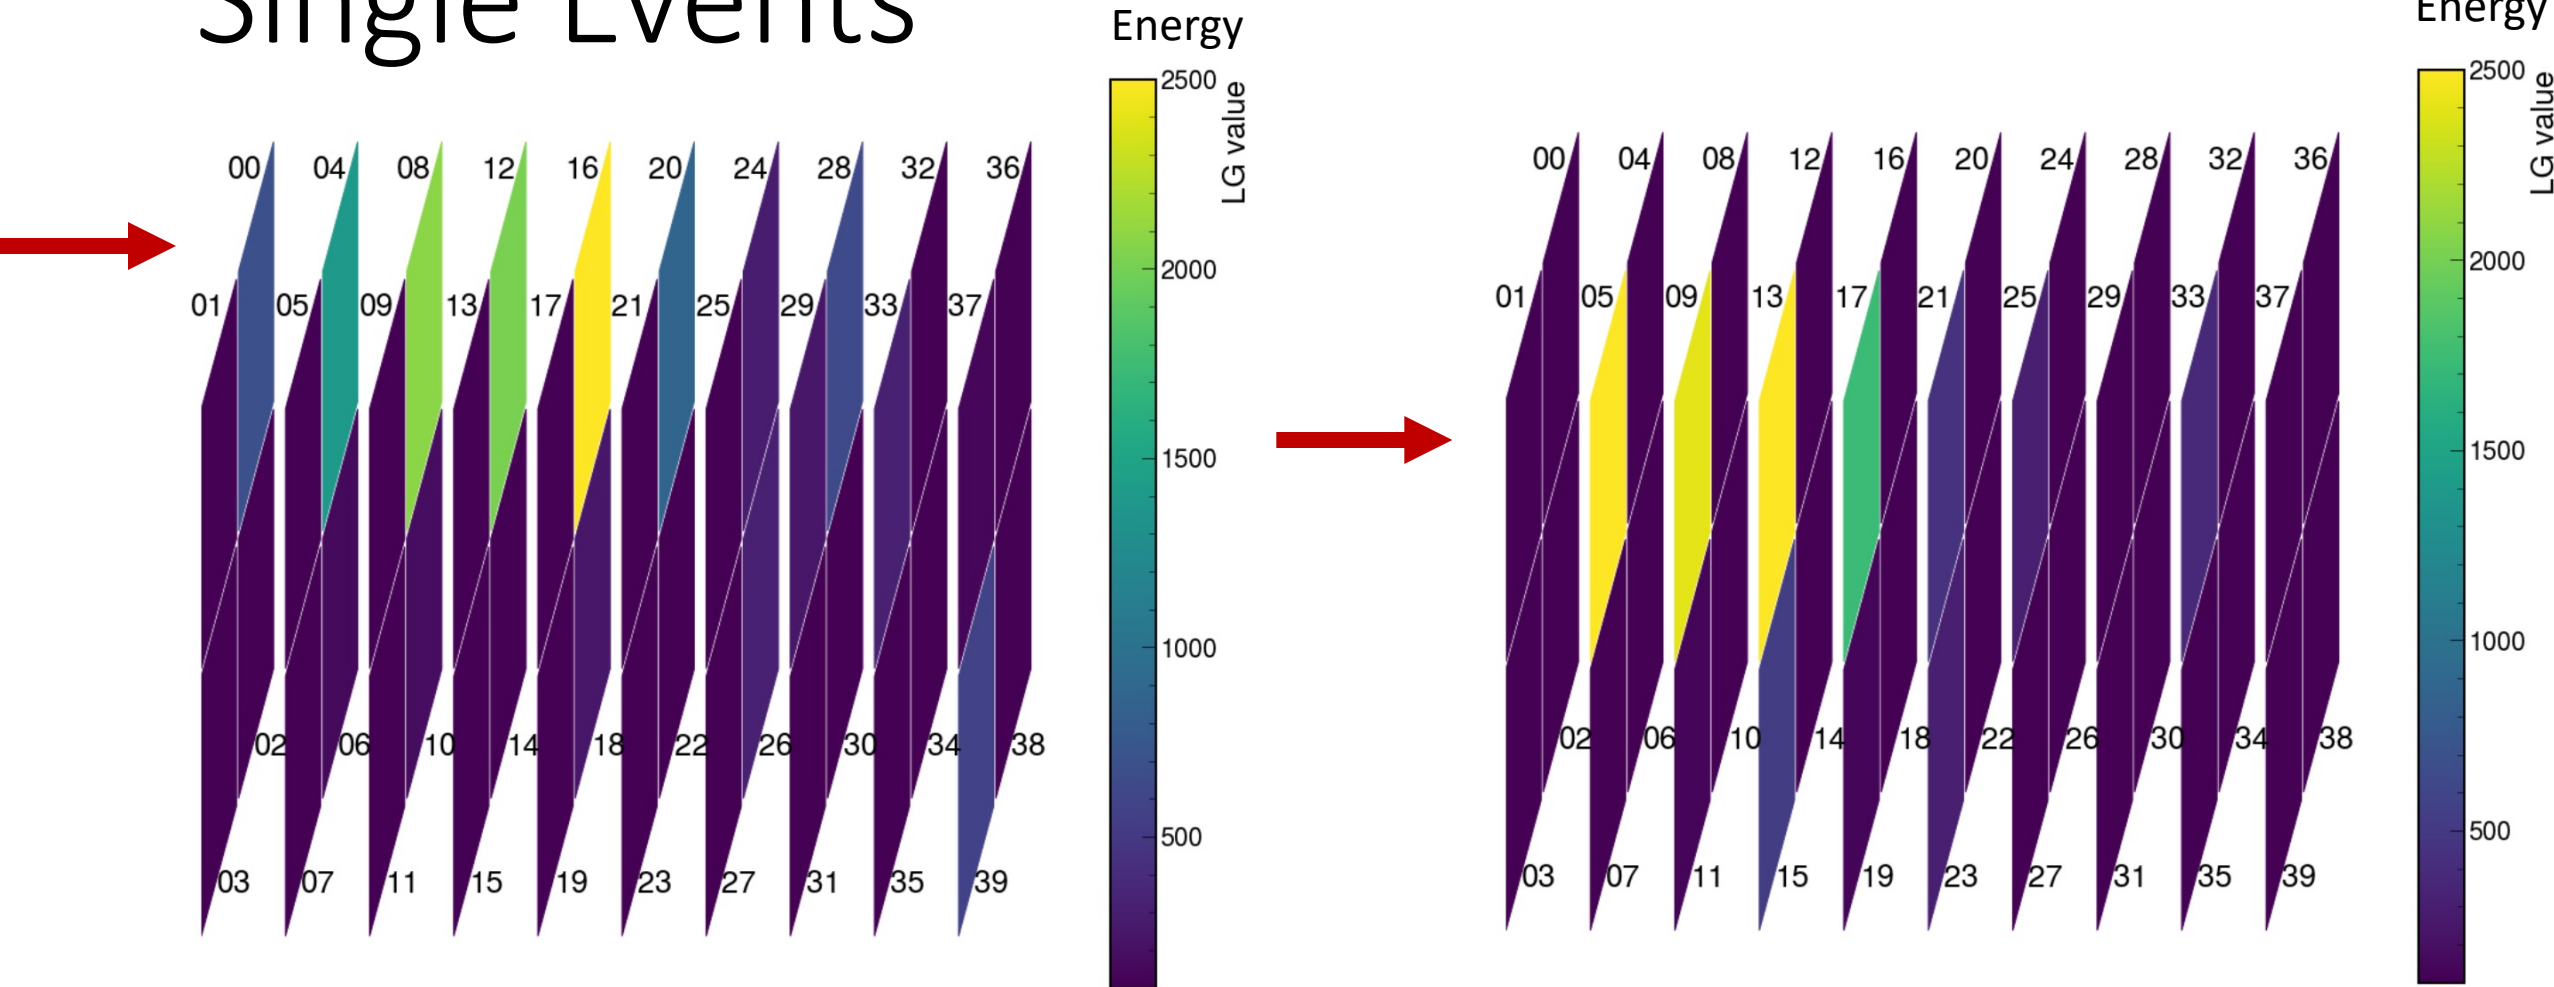 Single Events
Energy
2500
LG value
2000
1500
1000
500
00 04 08 12 16 20 24 28 32 36
01 05 09 13 17 21 25 29 33 37
02 06 10 14 18 22 26 30 34 38
03 07 11 15 19 23 27 31 35 39
Energy
2500
LG value
2000
1500
1000
500
00 04 08 12 16 20 24 28 32 36
01 05 09 13 17 21 25 29 33 37
02 06 10 14 18 22 26 30 34 38
03 07 11 15 19 23 27 31 35 39